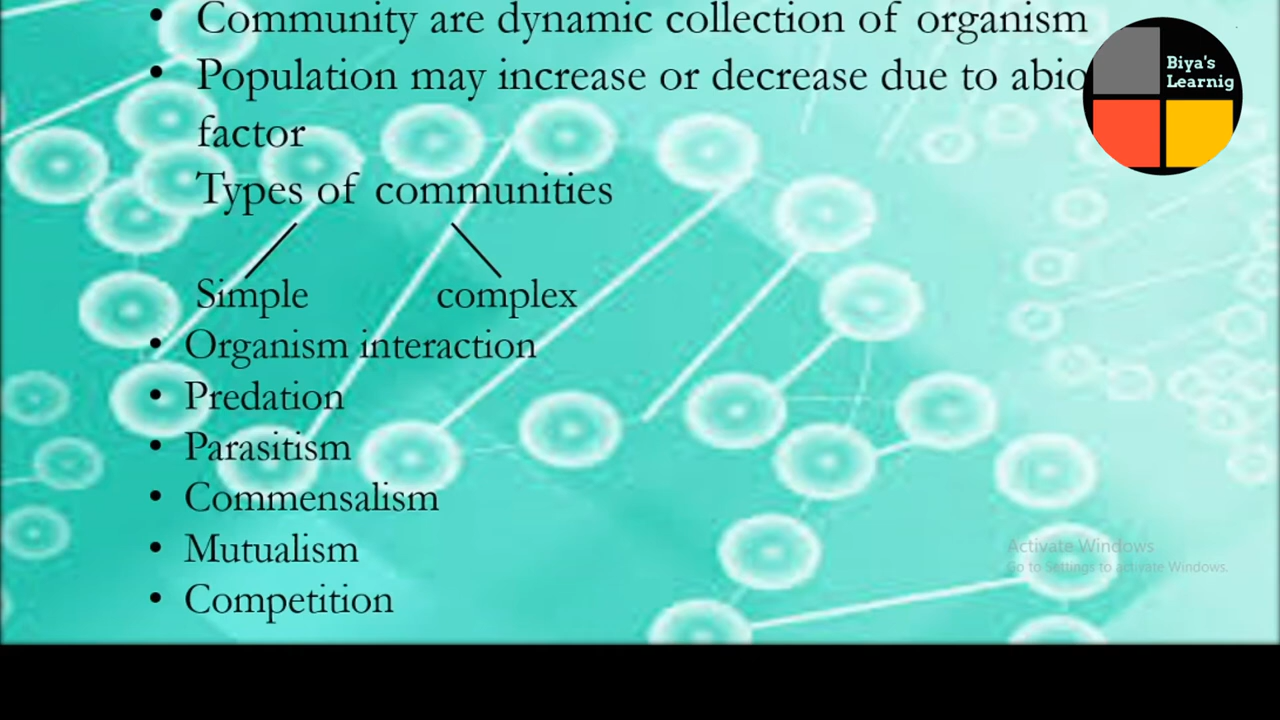 • Community are dynamic collection of organism
• Population may increase or decrease due to abio
factor
Types of communities
Simple complex
• Organism interaction
• Predation
• Parasitism
• Commensalism
• Mutualism
• Competition
Biya's
Learnig
Activate Windows
Go to Settings to activate Windows.